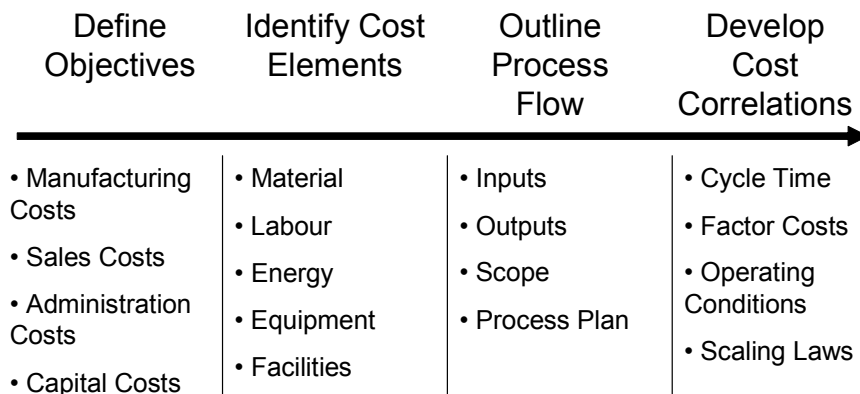 Define
Objectives
Identify Cost
Elements
Outline
Process
Flow
Develop
Cost
Correlations
• Manufacturing
Costs
• Sales Costs
• Administration
Costs
• Capital Costs
• Material
• Labour
• Energy
• Equipment
• Facilities
• Inputs
• Outputs
• Scope
• Process Plan
• Cycle Time
• Factor Costs
• Operating
Conditions
• Scaling Laws